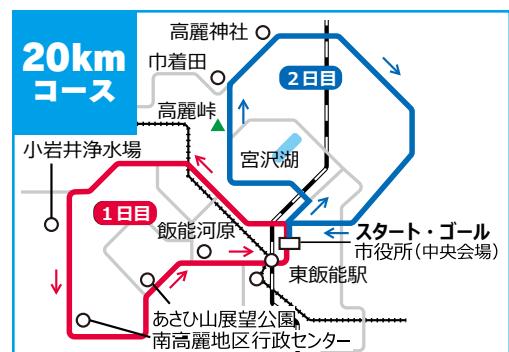 20km
コース
高麗神社
巾着田
2日目
高麗峠
小岩井浄水場
宮沢湖
1日目
飯能河原
スタート・ゴール
市役所(中央会場)
東飯能駅
あさひ山展望公園
南高麗地区行政センター